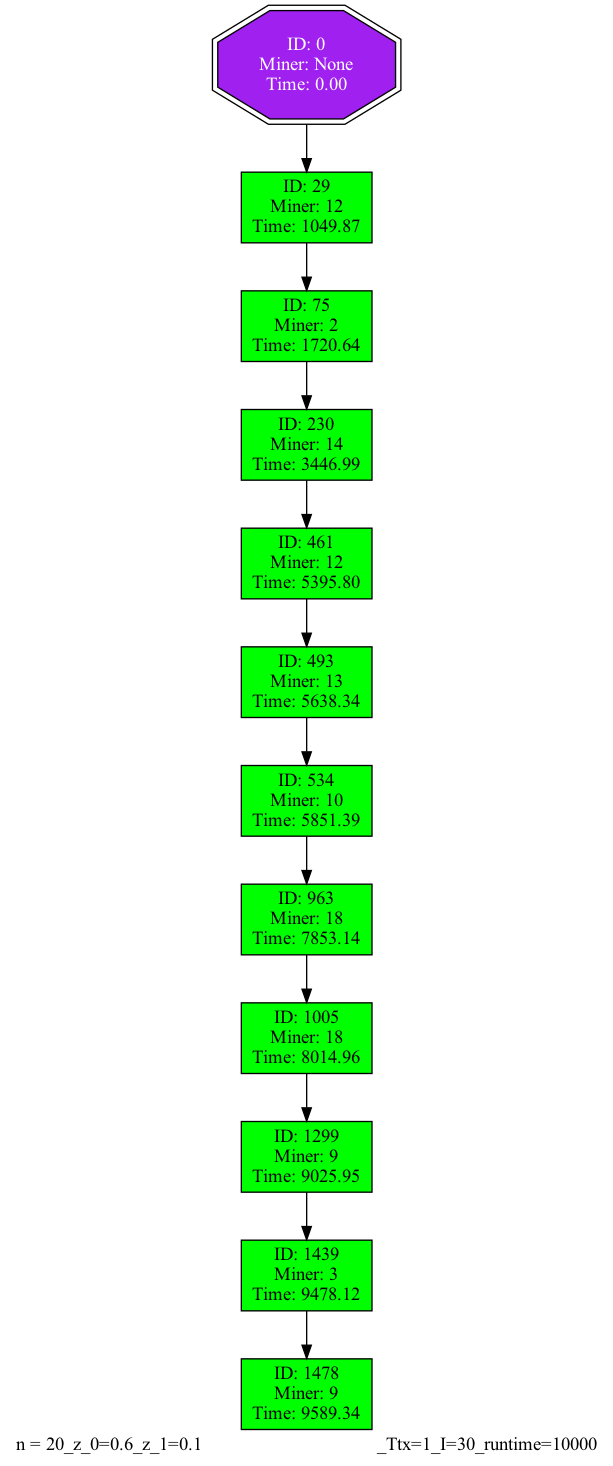 ID: 0
Miner: None
Time: 0.00
ID: 29
Miner: 12
Time: 1049.87
ID: 75
Miner: 2
Time: 1720.64
ID: 230
Miner: 14
Time: 3446.99
ID: 461
Miner: 12
Time: 5395.80
ID: 493
Miner: 13
Time: 5638.34
ID: 534
Miner: 10
Time: 5851.39
ID: 963
Miner: 18
Time: 7853.14
ID: 1005
Miner: 18
Time: 8014.96
ID: 1299
Miner: 9
Time: 9025.95
ID: 1439
Miner: 3
Time: 9478.12
ID: 1478
Miner: 9
Time: 9589.34
n = 20_z_0=0.6_z_1=0.1 _Ttx=1_I=30_runtime=10000